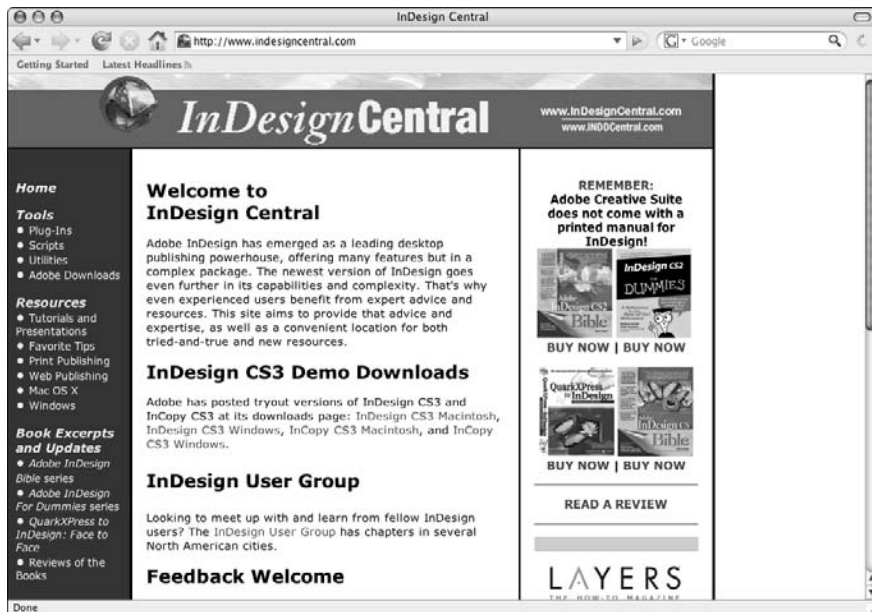 InDesign Central
http://www.indesigncentral.com
G Google
Getting Started Latest Headlines
InDesignCentral
www.InDesignCentral.com
www.INDDCentral.com
Home
Tools
Plug-Ins
Scripts
Utilities
Adobe Downloads
Resources
Tutorials and
Presentations
Favorite Tips
Print Publishing
Web Publishing
Mac OS X
Windows
Book Excerpts
and Updates
Adobe InDesign
Bible series
Adobe InDesign
For Dummies series
QuarkXPress to
InDesign: Face to
Face
Reviews of the
Books
Welcome to
InDesign Central
Adobe InDesign has emerged as a leading desktop
publishing powerhouse, offering many features but in a
complex package. The newest version of InDesign goes
even further in its capabilities and complexity. That's why
even experienced users benefit from expert advice and
resources. This site aims to provide that advice and
expertise, as well as a convenient location for both
tried-and-true and new resources.
InDesign CS3 Demo Downloads
Adobe has posted tryout versions of InDesign CS3 and
InCopy CS3 at its downloads page: InDesign CS3 Macintosh,
InDesign CS3 Windows, InCopy CS3 Macintosh, and InCopy
CS3 Windows.
InDesign User Group
Looking to meet up with and learn from fellow InDesign
users? The InDesign User Group has chapters in several
North American cities.
Feedback Welcome
REMEMBER:
Adobe Creative Suite
does not come with a
printed manual for
InDesign!
Adobe
InDesign CS2
Bible
InDesign CS2
FOR
DUMMIES
BUY NOW | BUY NOW
QuarkXPress
to InDesign
Adobe
InDesign CS
Bible
BUY NOW | BUY NOW
READ A REVIEW
LAYERS
THE HOW-TO MAGAZINE
Done